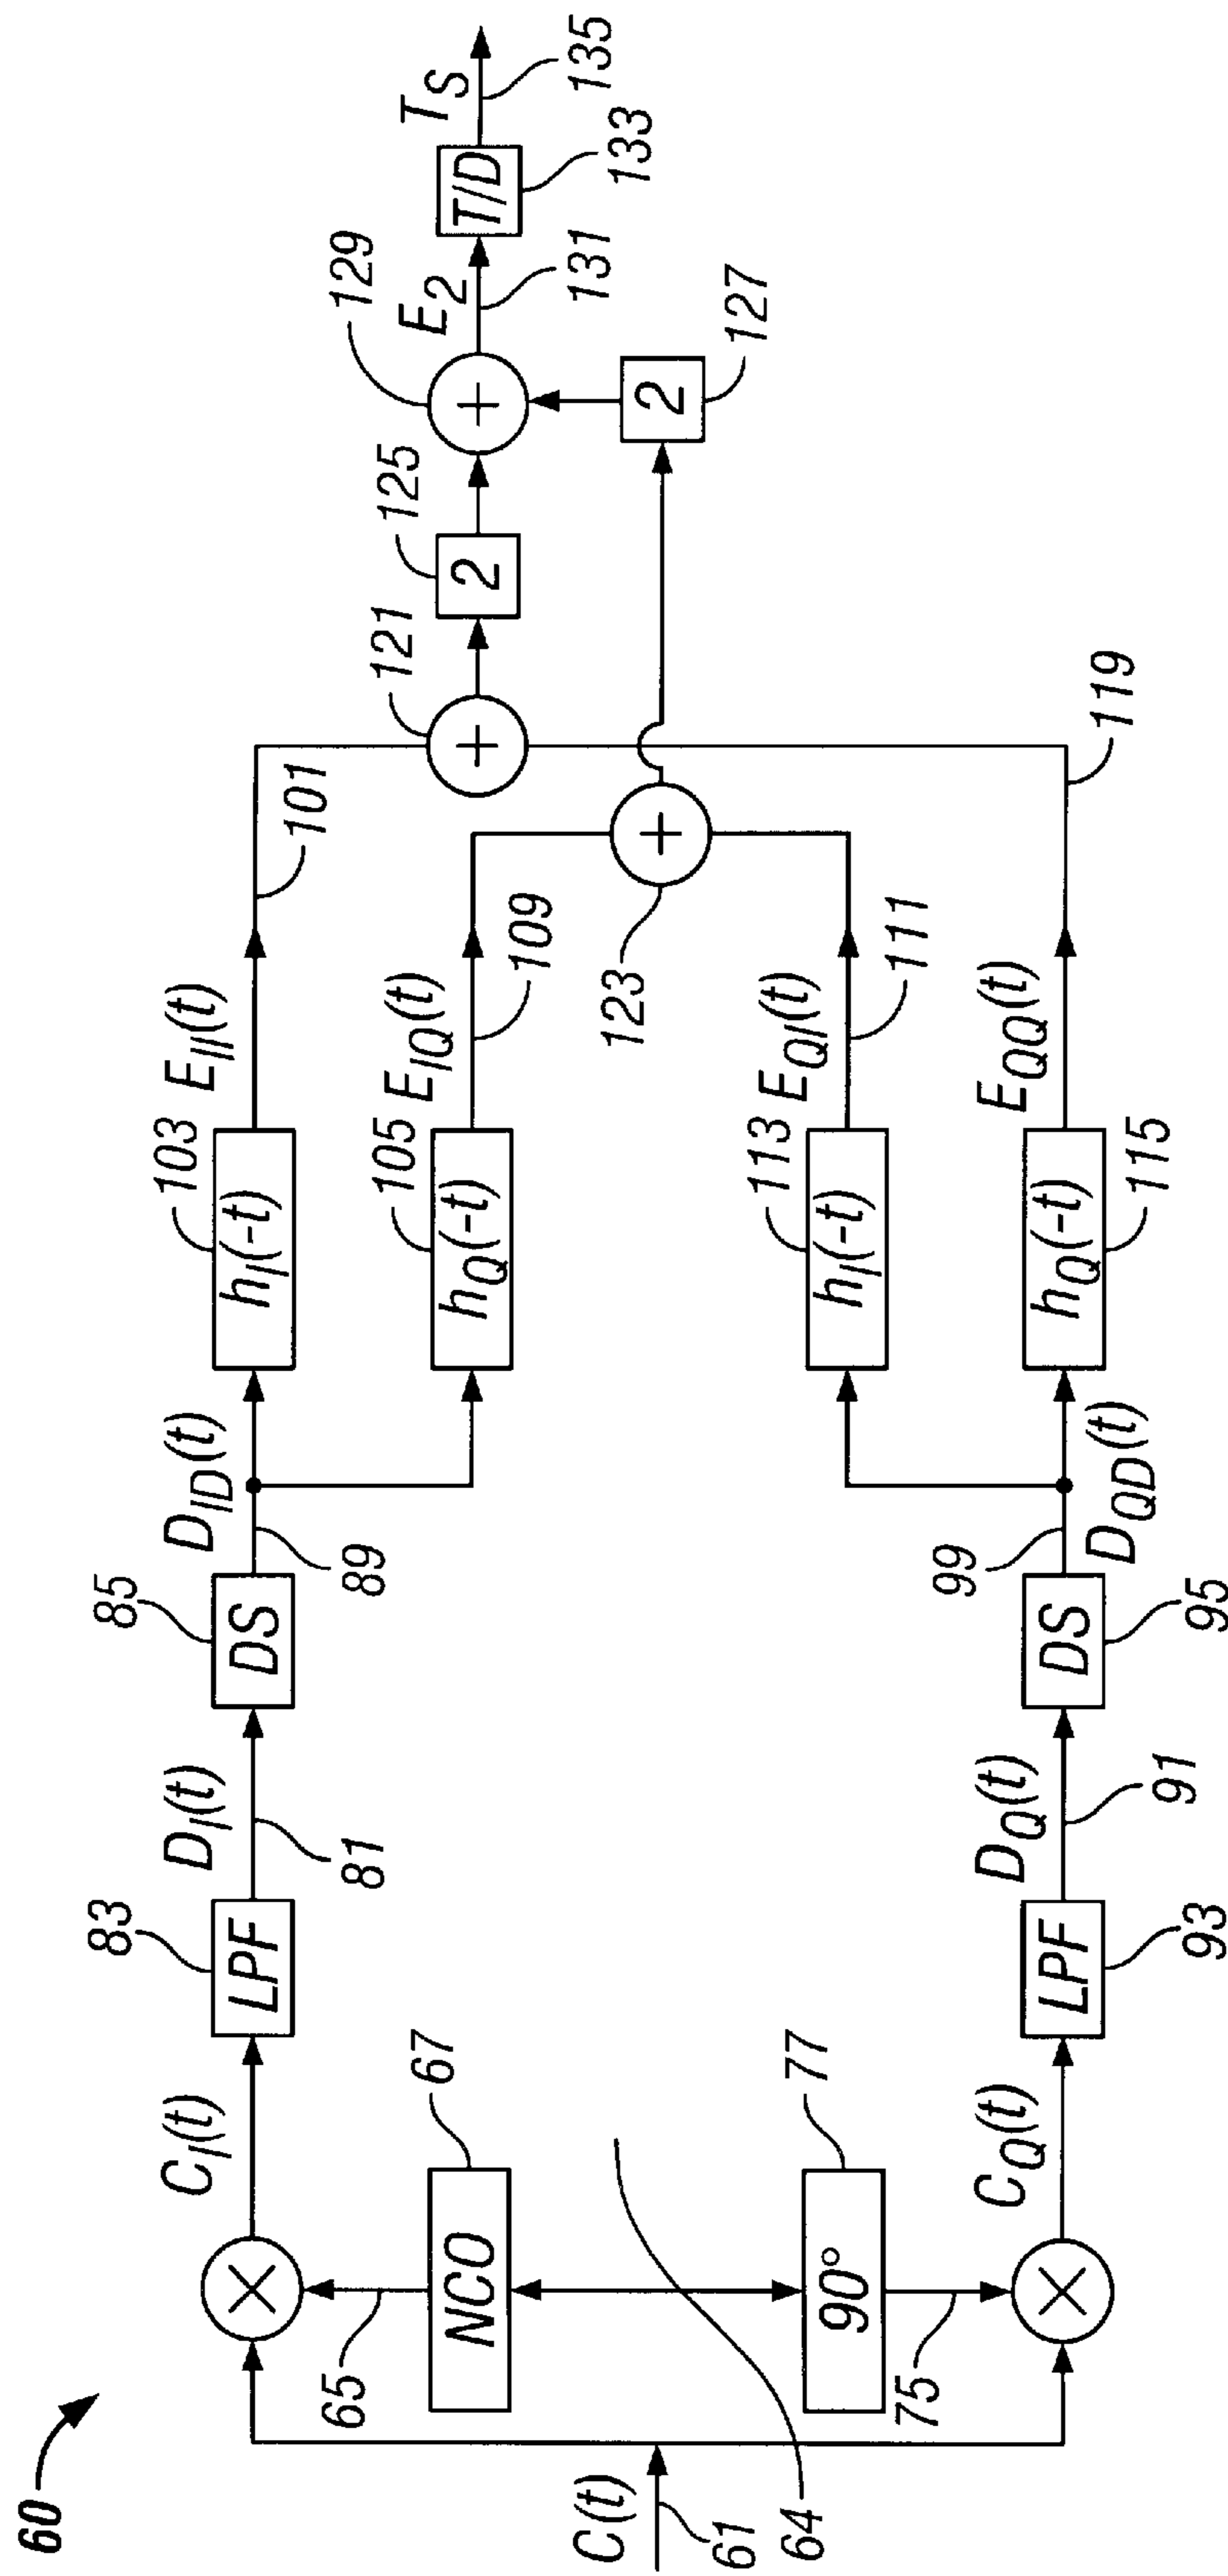 60
C(t)
61
64
65
NCO
67
90°
77
75
C_I(t)
LPF
83
D_I(t)
81
DS
85
D_ID(t)
89
h_I(-t)
103
E_II(t)
101
h_Q(-t)
105
E_IQ(t)
109
C_Q(t)
LPF
93
D_Q(t)
91
DS
95
D_QD(t)
99
h_I(-t)
113
E_QI(t)
111
h_Q(-t)
115
E_QQ(t)
119
+
121
+
123
2
125
2
127
+
129
E_2
131
T/D
133
T_S
135